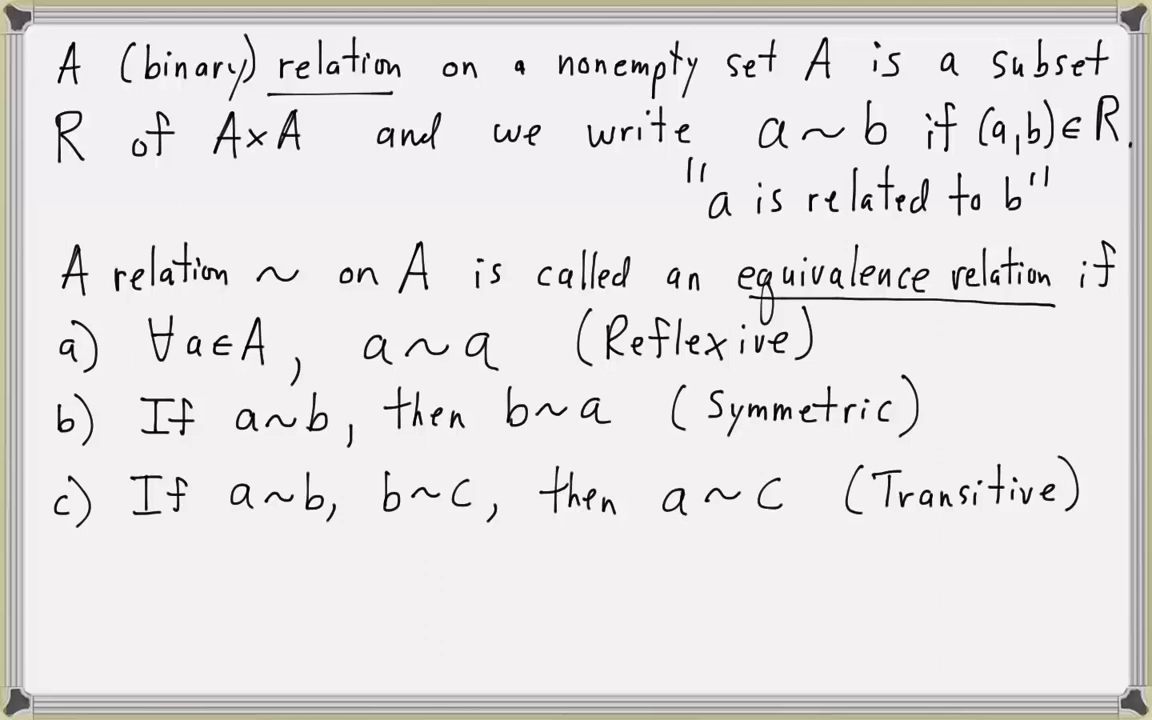 A (binary) relation on a nonempty set A is a subset
R of A×A and we write a ~ b if (a,b) ∈ R.
"a is related to b"
A relation ~ on A is called an equivalence relation if
a) ∀a∈A, a~a (Reflexive)
b) If a~b, then b~a (Symmetric)
c) If a~b, b~c, then a~c (Transitive)